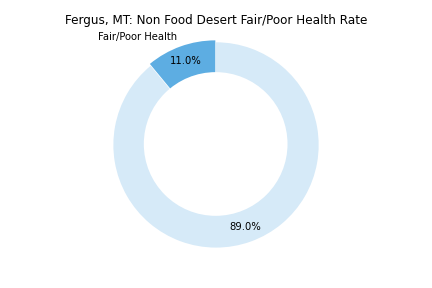 Fergus, MT: Non Food Desert Fair/Poor Health Rate
Fair/Poor Health
11.0%
89.0%